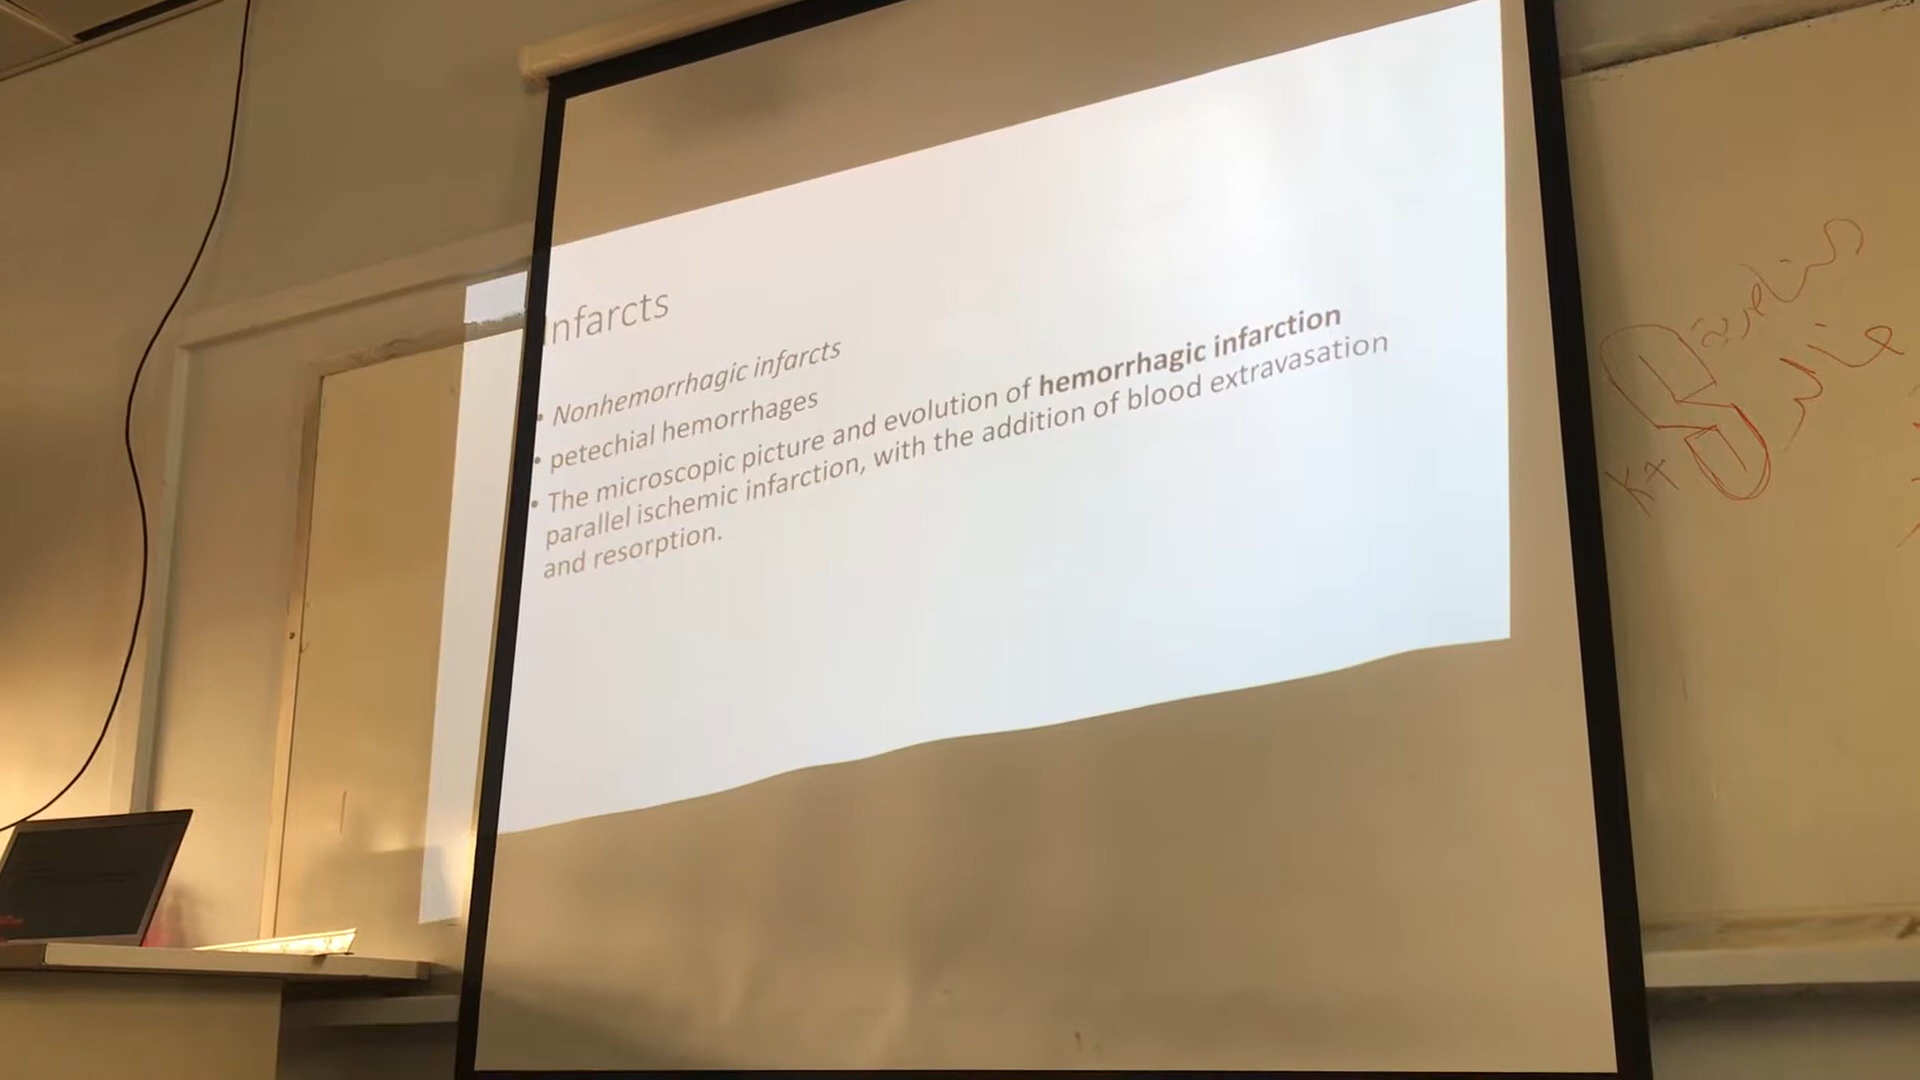 Infarcts
• Nonhemorrhagic infarcts
• petechial hemorrhages
• The microscopic picture and evolution of hemorrhagic infarction
parallel ischemic infarction, with the addition of blood extravasation
and resorption.